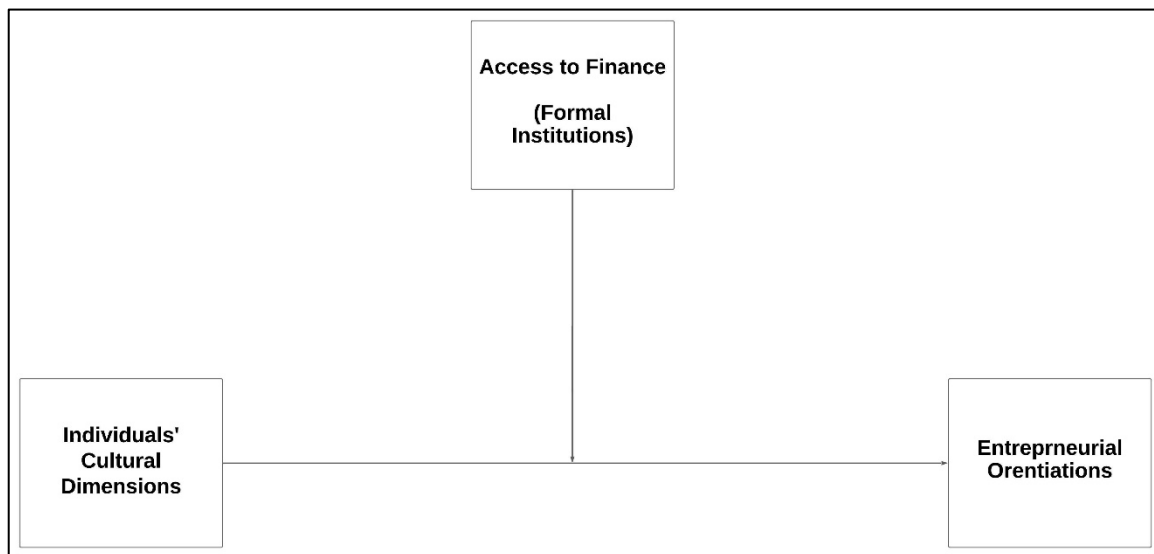 Access to Finance
(Formal
Institutions)
Individuals'
Cultural
Dimensions
Entreprneurial
Orentiations